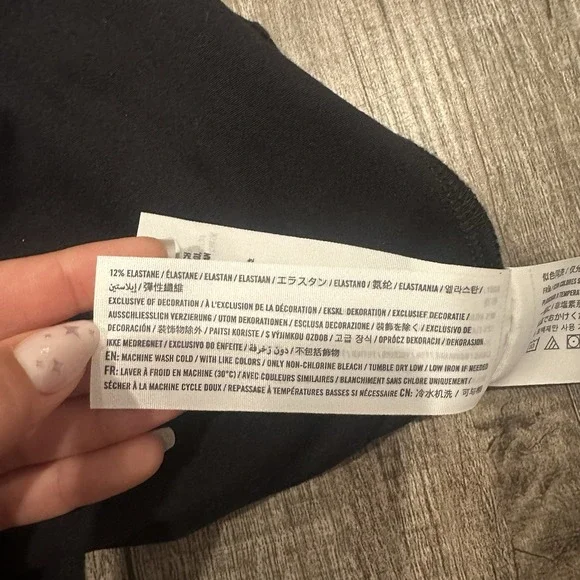 12% ELASTANE / ÉLASTANE / ELASTAN / ELASTAAN / エラスタン / ELASTANO / 氨纶 / ELASTAANIA / 엘라스탄 /
إيلاستين / 彈性纖維
EXCLUSIVE OF DECORATION / À L'EXCLUSION DE LA DÉCORATION / EKSKL. DEKORATION / EXCLUSIEF DECORATIE /
AUSSCHLIESSLICH VERZIERUNG / UTOM DEKORATIONEN / ESCLUSA DECORAZIONE / 装飾を除く / EXCLUSIVO DE
DECORACIÓN / 装饰物除外 / PAITSI KORISTE / S VÝJIMKOU OZDOB / 고급 장식 / OPRÓCZ DEKORACJI / DEKORASJON
IKKE MEDREGNET / EXCLUSIVO DO ENFEITE / دون زخرفة / 不包括飾物
EN: MACHINE WASH COLD / WITH LIKE COLORS / ONLY NON-CHLORINE BLEACH / TUMBLE DRY LOW / LOW IRON IF NEEDED
FR: LAVER À FROID EN MACHINE (30°C) / AVEC COULEURS SIMILAIRES / BLANCHIMENT SANS CHLORE UNIQUEMENT /
SÉCHER À LA MACHINE CYCLE DOUX / REPASSAGE À TEMPÉRATURES BASSES SI NÉCESSAIRE CN: 冷水机洗 / 可与